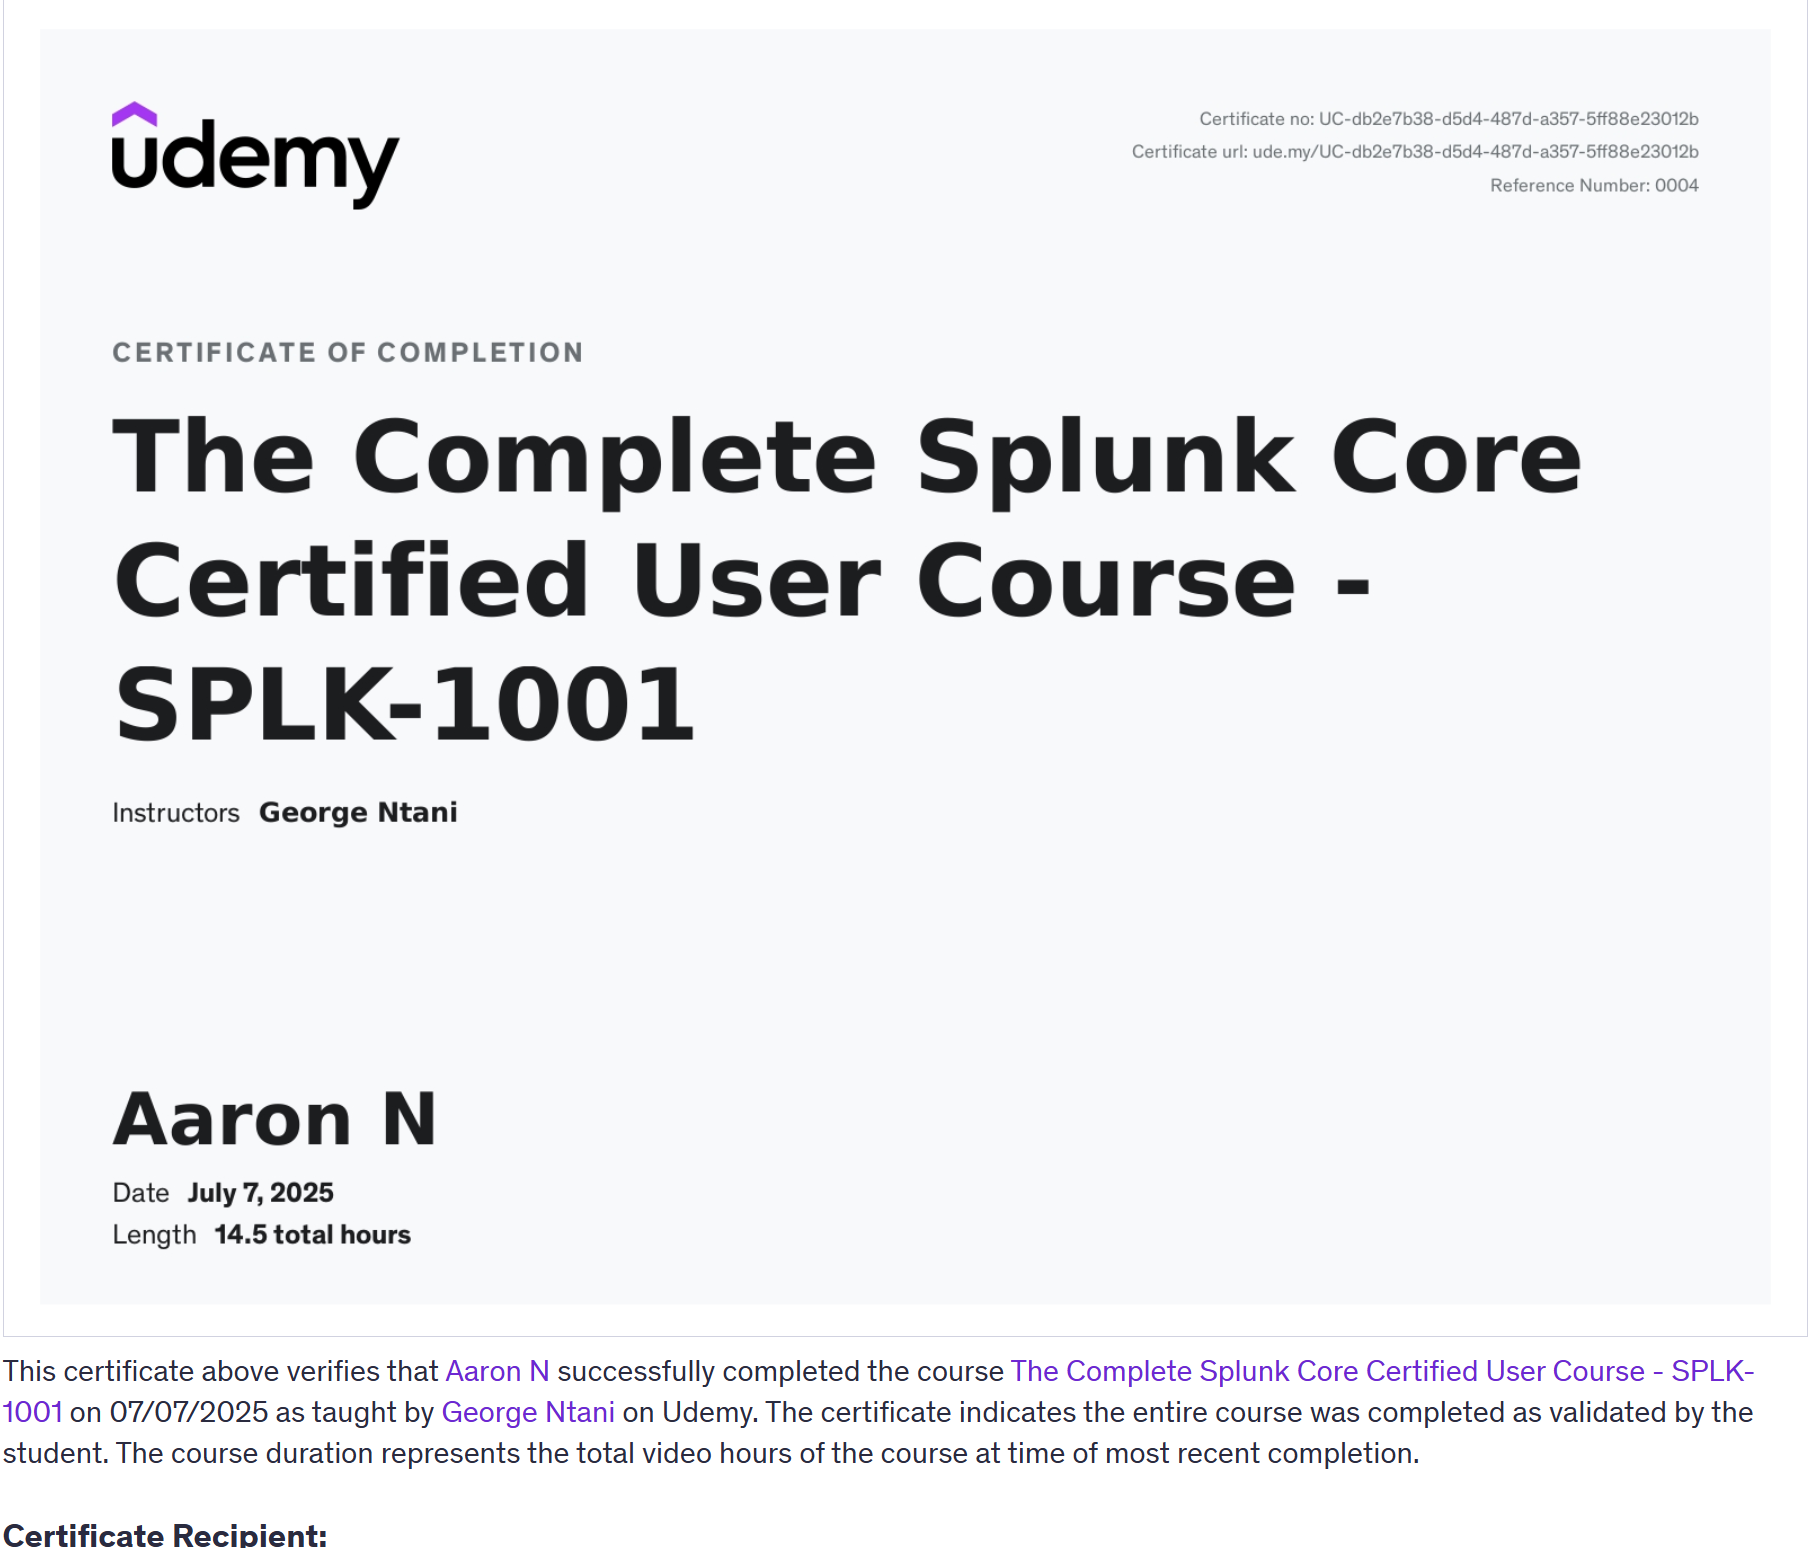 udemy
Certificate no: UC-db2e7b38-d5d4-487d-a357-5ff88e23012b
Certificate url: ude.my/UC-db2e7b38-d5d4-487d-a357-5ff88e23012b
Reference Number: 0004
CERTIFICATE OF COMPLETION
The Complete Splunk Core
Certified User Course -
SPLK-1001
Instructors George Ntani
Aaron N
Date July 7, 2025
Length 14.5 total hours
This certificate above verifies that Aaron N successfully completed the course The Complete Splunk Core Certified User Course - SPLK-
1001 on 07/07/2025 as taught by George Ntani on Udemy. The certificate indicates the entire course was completed as validated by the
student. The course duration represents the total video hours of the course at time of most recent completion.
Certificate Recipient: